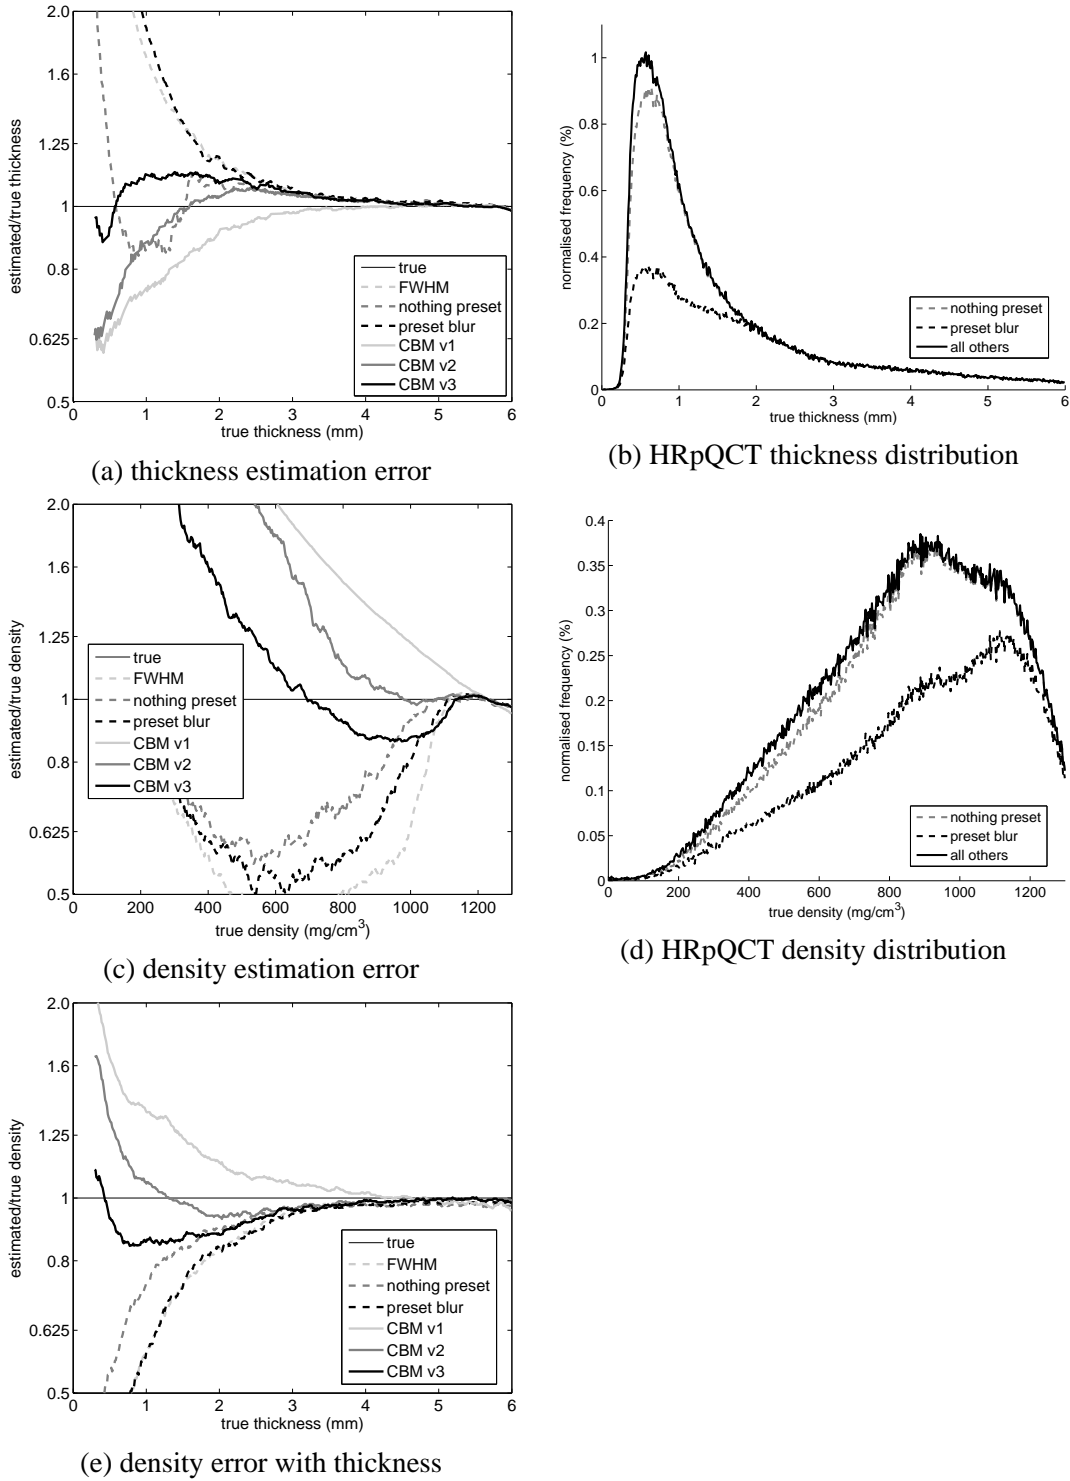 2.0
1.6
1.25
1
0.8
0.625
0.5
estimated/true thickness
0 1 2 3 4 5 6
true thickness (mm)
true
FWHM
nothing preset
preset blur
CBM v1
CBM v2
CBM v3
(a) thickness estimation error
1
0.8
0.6
0.4
0.2
0
normalised frequency (%)
0 1 2 3 4 5 6
true thickness (mm)
nothing preset
preset blur
all others
(b) HRpQCT thickness distribution
2.0
1.6
1.25
1
0.8
0.625
0.5
estimated/true density
0 200 400 600 800 1000 1200
true density (mg/cm³)
true
FWHM
nothing preset
preset blur
CBM v1
CBM v2
CBM v3
(c) density estimation error
0.4
0.35
0.3
0.25
0.2
0.15
0.1
0.05
0
normalised frequency (%)
0 200 400 600 800 1000 1200
true density (mg/cm³)
nothing preset
preset blur
all others
(d) HRpQCT density distribution
2.0
1.6
1.25
1
0.8
0.625
0.5
estimated/true density
0 1 2 3 4 5 6
true thickness (mm)
true
FWHM
nothing preset
preset blur
CBM v1
CBM v2
CBM v3
(e) density error with thickness